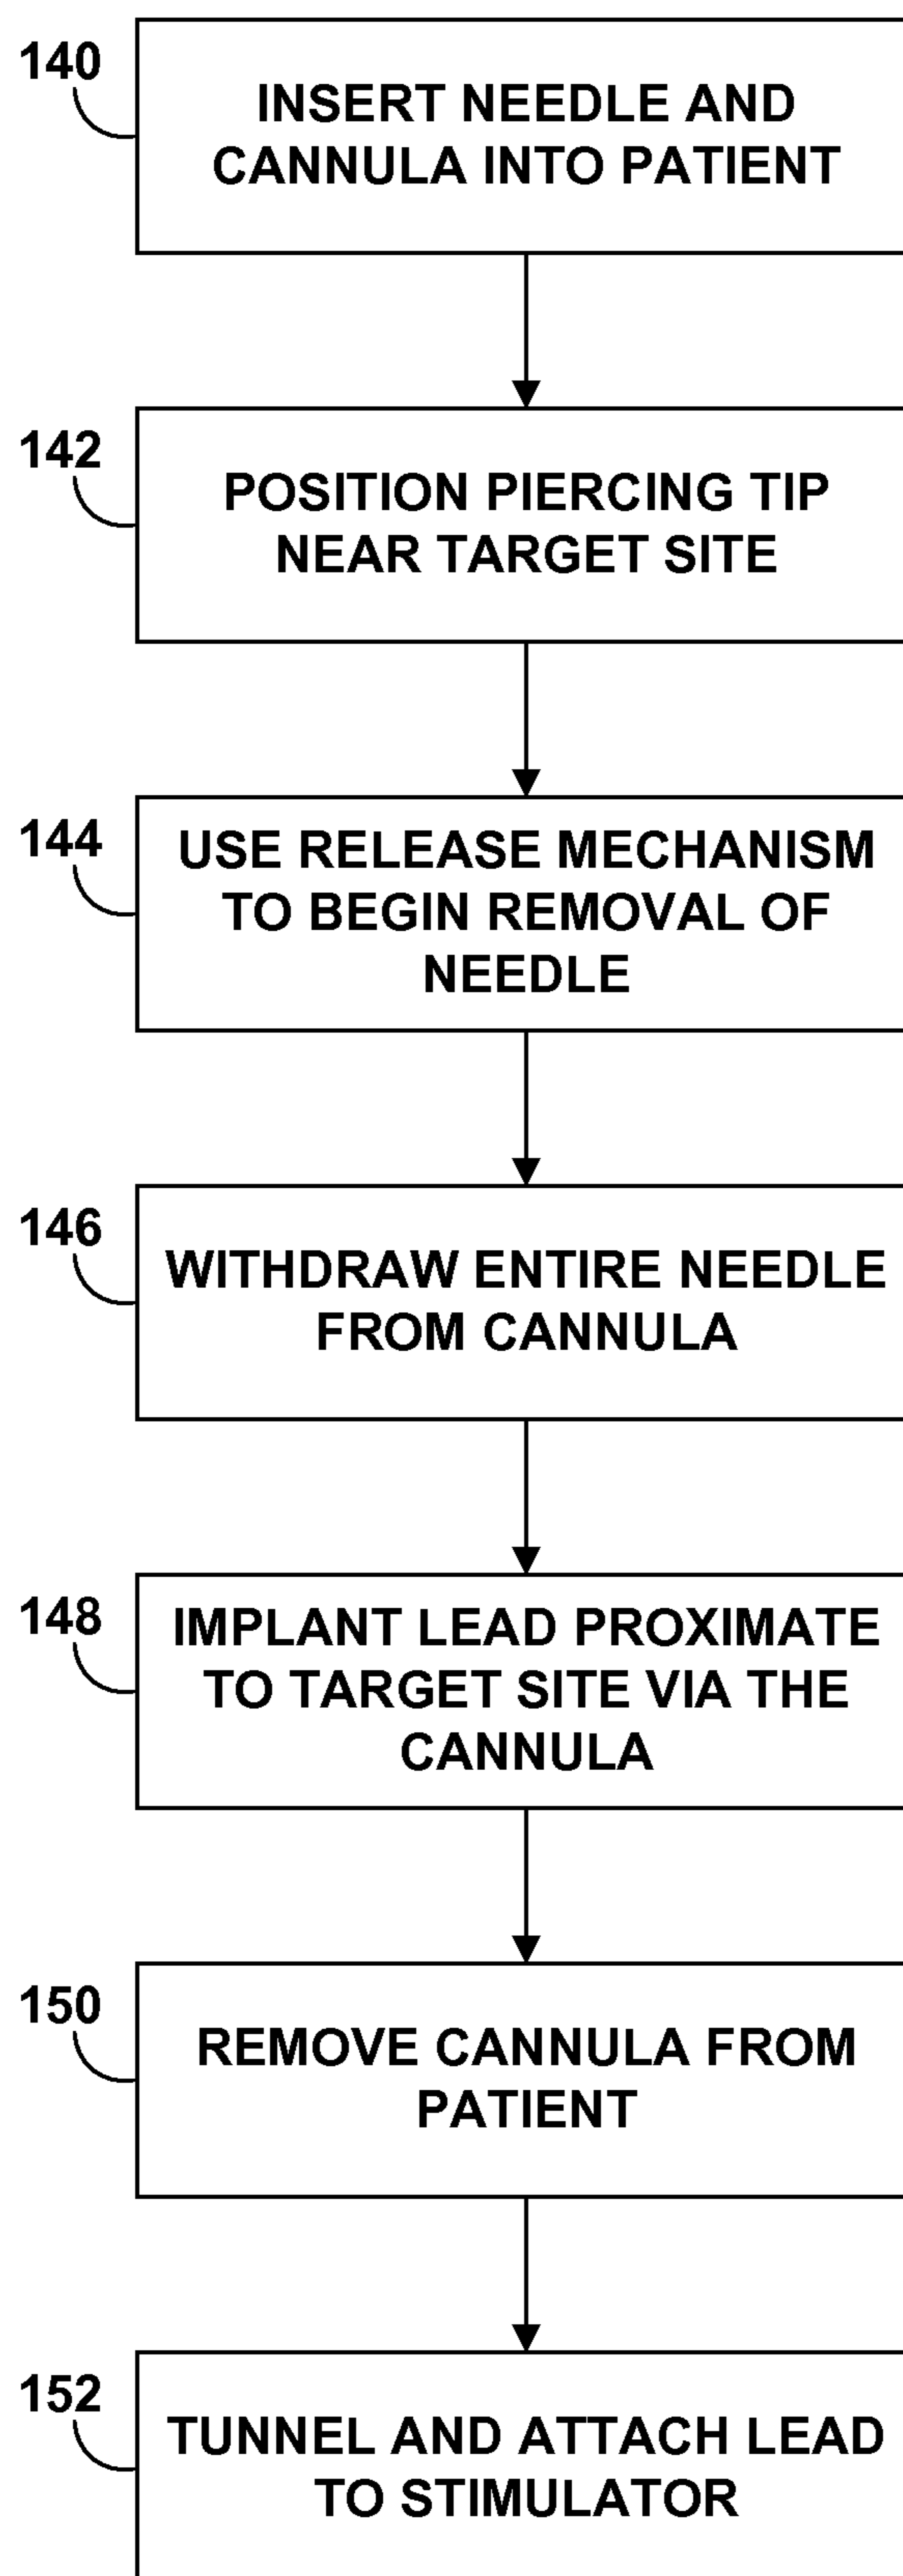 140
INSERT NEEDLE AND
CANNULA INTO PATIENT
142
POSITION PIERCING TIP
NEAR TARGET SITE
144
USE RELEASE MECHANISM
TO BEGIN REMOVAL OF
NEEDLE
146
WITHDRAW ENTIRE NEEDLE
FROM CANNULA
148
IMPLANT LEAD PROXIMATE
TO TARGET SITE VIA THE
CANNULA
150
REMOVE CANNULA FROM
PATIENT
152
TUNNEL AND ATTACH LEAD
TO STIMULATOR